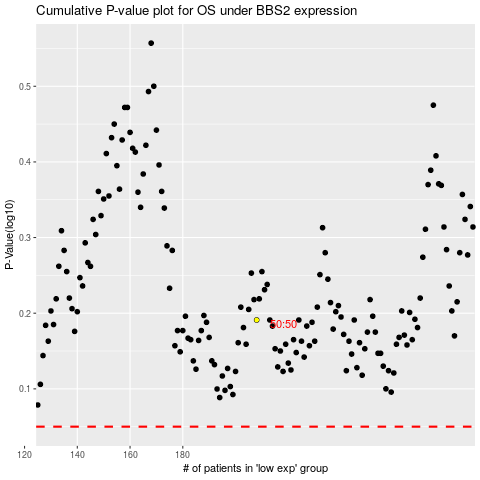 Cumulative P-value plot for OS under BBS2 expression
P-Value(log10)
0.5
0.4
0.3
0.2
0.1
50:50
120 140 160 180
# of patients in 'low exp' group